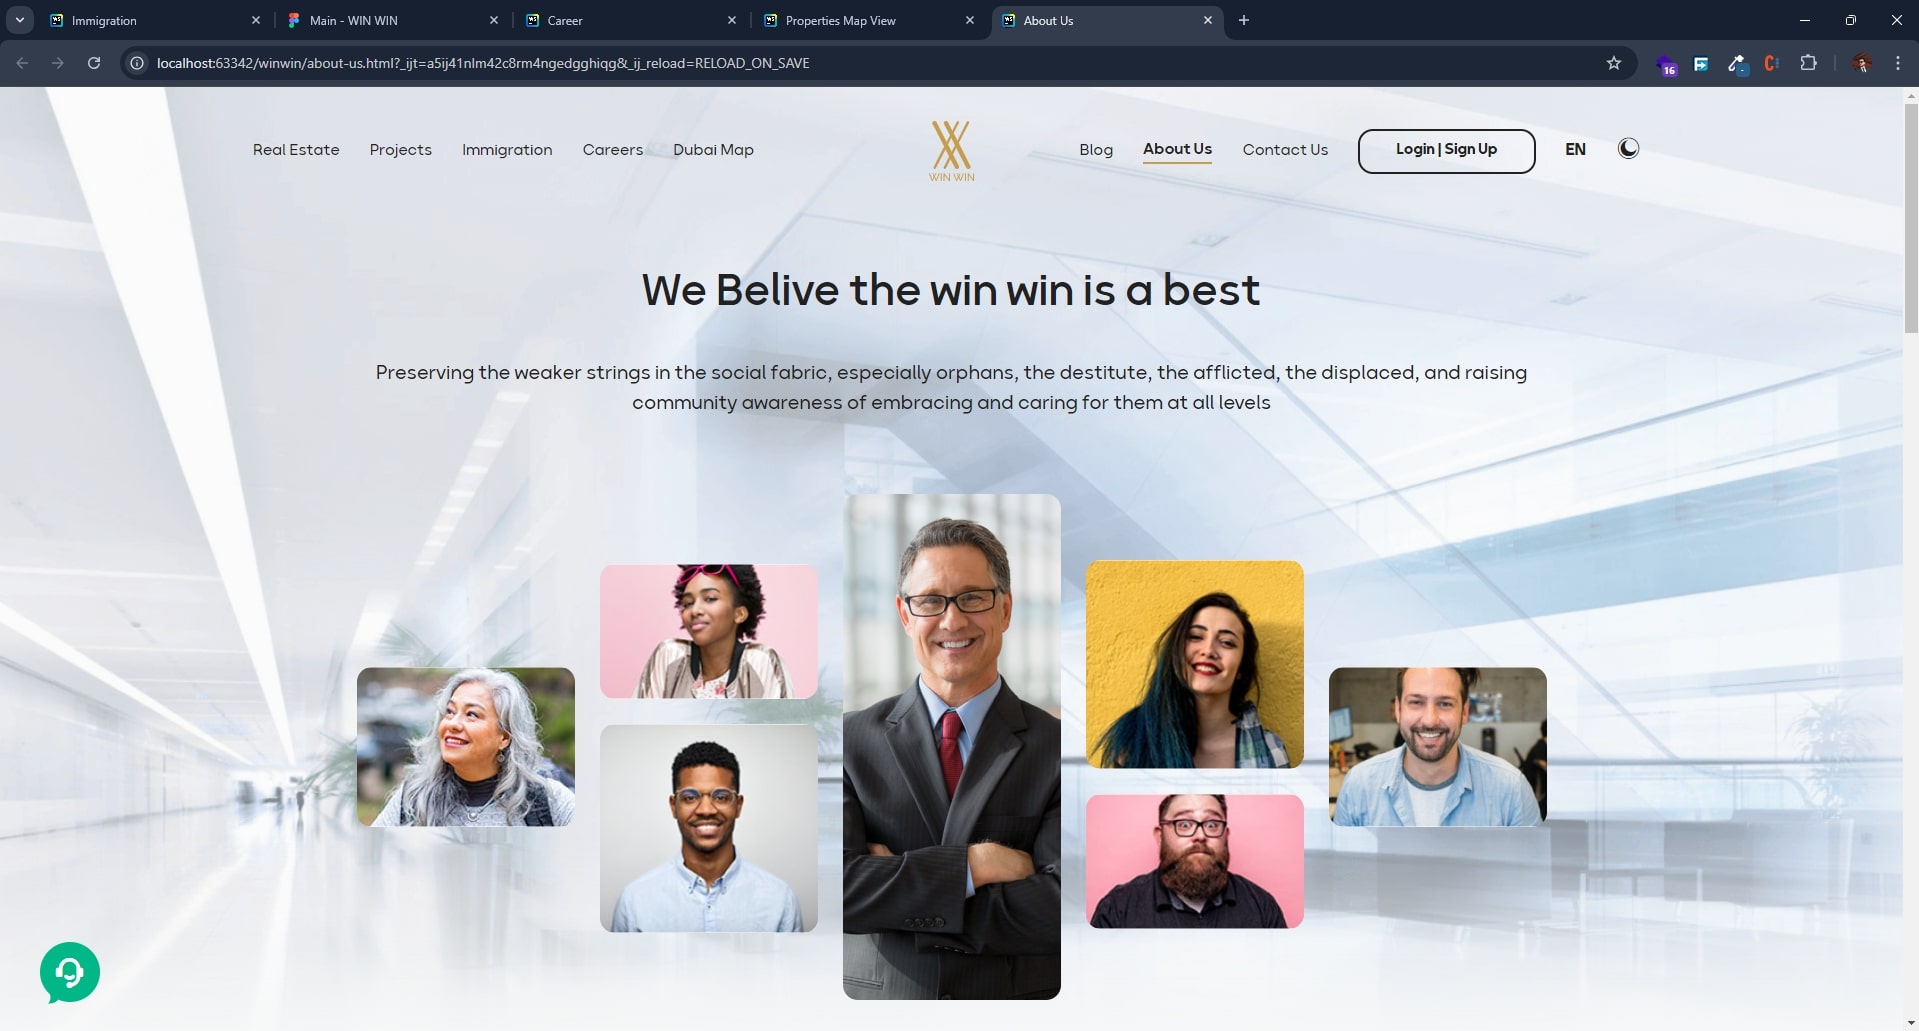 Immigration
Main - WIN WIN
Career
Properties Map View
About Us
localhost:63342/winwin/about-us.html?_ijt=a5ij41nlm42c8rm4ngedgghiqg&_ij_reload=RELOAD_ON_SAVE
16
Real Estate
Projects
Immigration
Careers
Dubai Map
WIN WIN
Blog
About Us
Contact Us
Login | Sign Up
EN
We Belive the win win is a best
Preserving the weaker strings in the social fabric, especially orphans, the destitute, the afflicted, the displaced, and raising
community awareness of embracing and caring for them at all levels